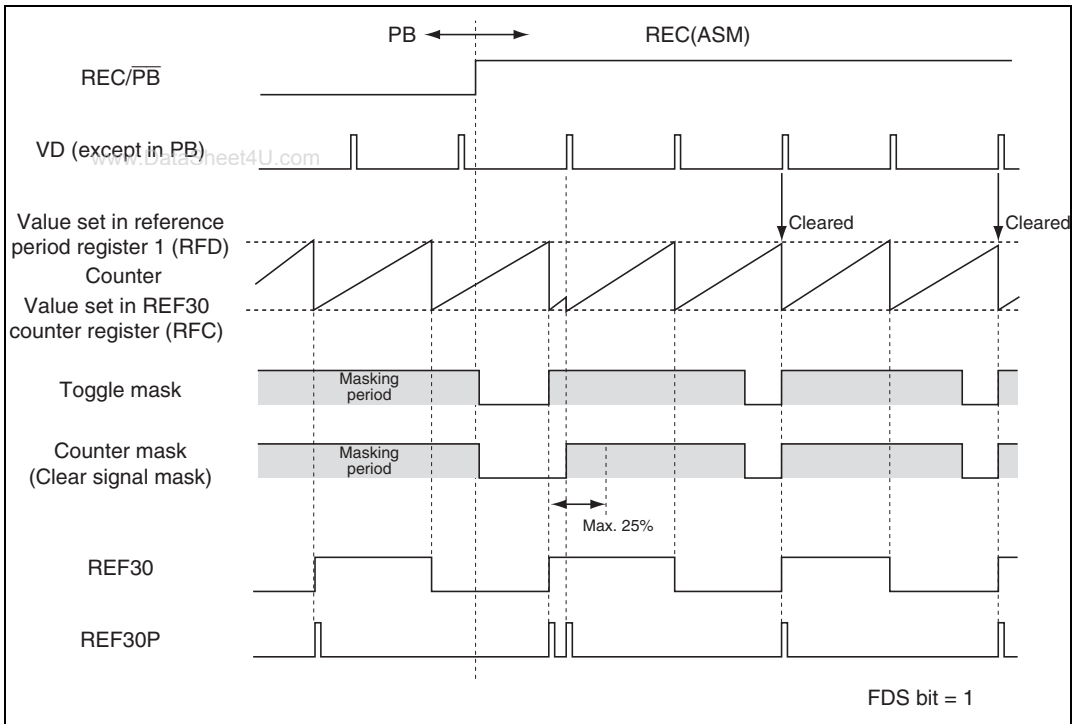 PB REC(ASM)
REC/P̅B̅
VD (except in PB)
www.DataSheet4U.com
Cleared Cleared
Value set in reference
period register 1 (RFD)
Counter
Value set in REF30
counter register (RFC)
Toggle mask
Masking
period
Counter mask
(Clear signal mask)
Masking
period
Max. 25%
REF30
REF30P
FDS bit = 1